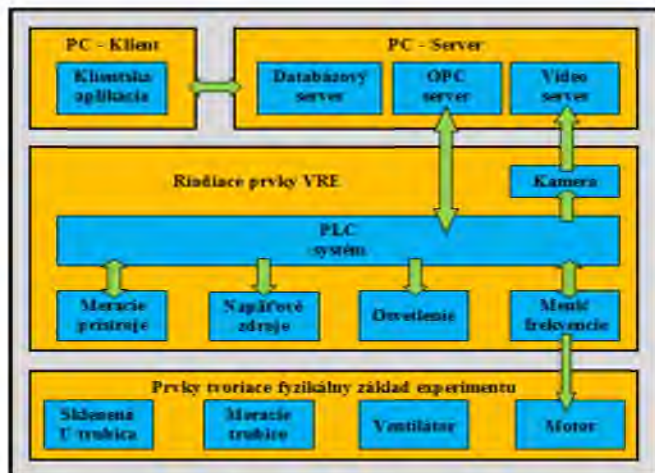 PC - Klient
PC - Server
Klientska
aplikácia
Databázový
server
OPC
server
Video
server
Riadiace prvky VRE
Kamera
PLC
systém
Meracie
prístroje
Napäťové
zdroje
Osvetlenie
Menič
frekvencie
Prvky tvoriace fyzikálny základ experimentu
Sklenená
U trubica
Meracie
trubice
Ventilátor
Motor